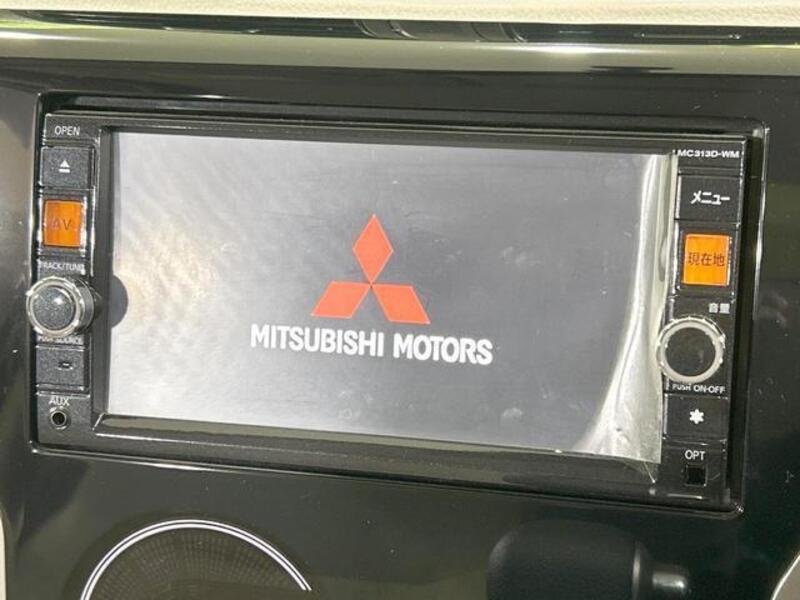 OPEN
AV
TRACK/TUNE
PUSH SOURCE
AUX
MITSUBISHI MOTORS
LMC313D-WM
メニュー
現在地
音量
PUSH ON-OFF
OPT